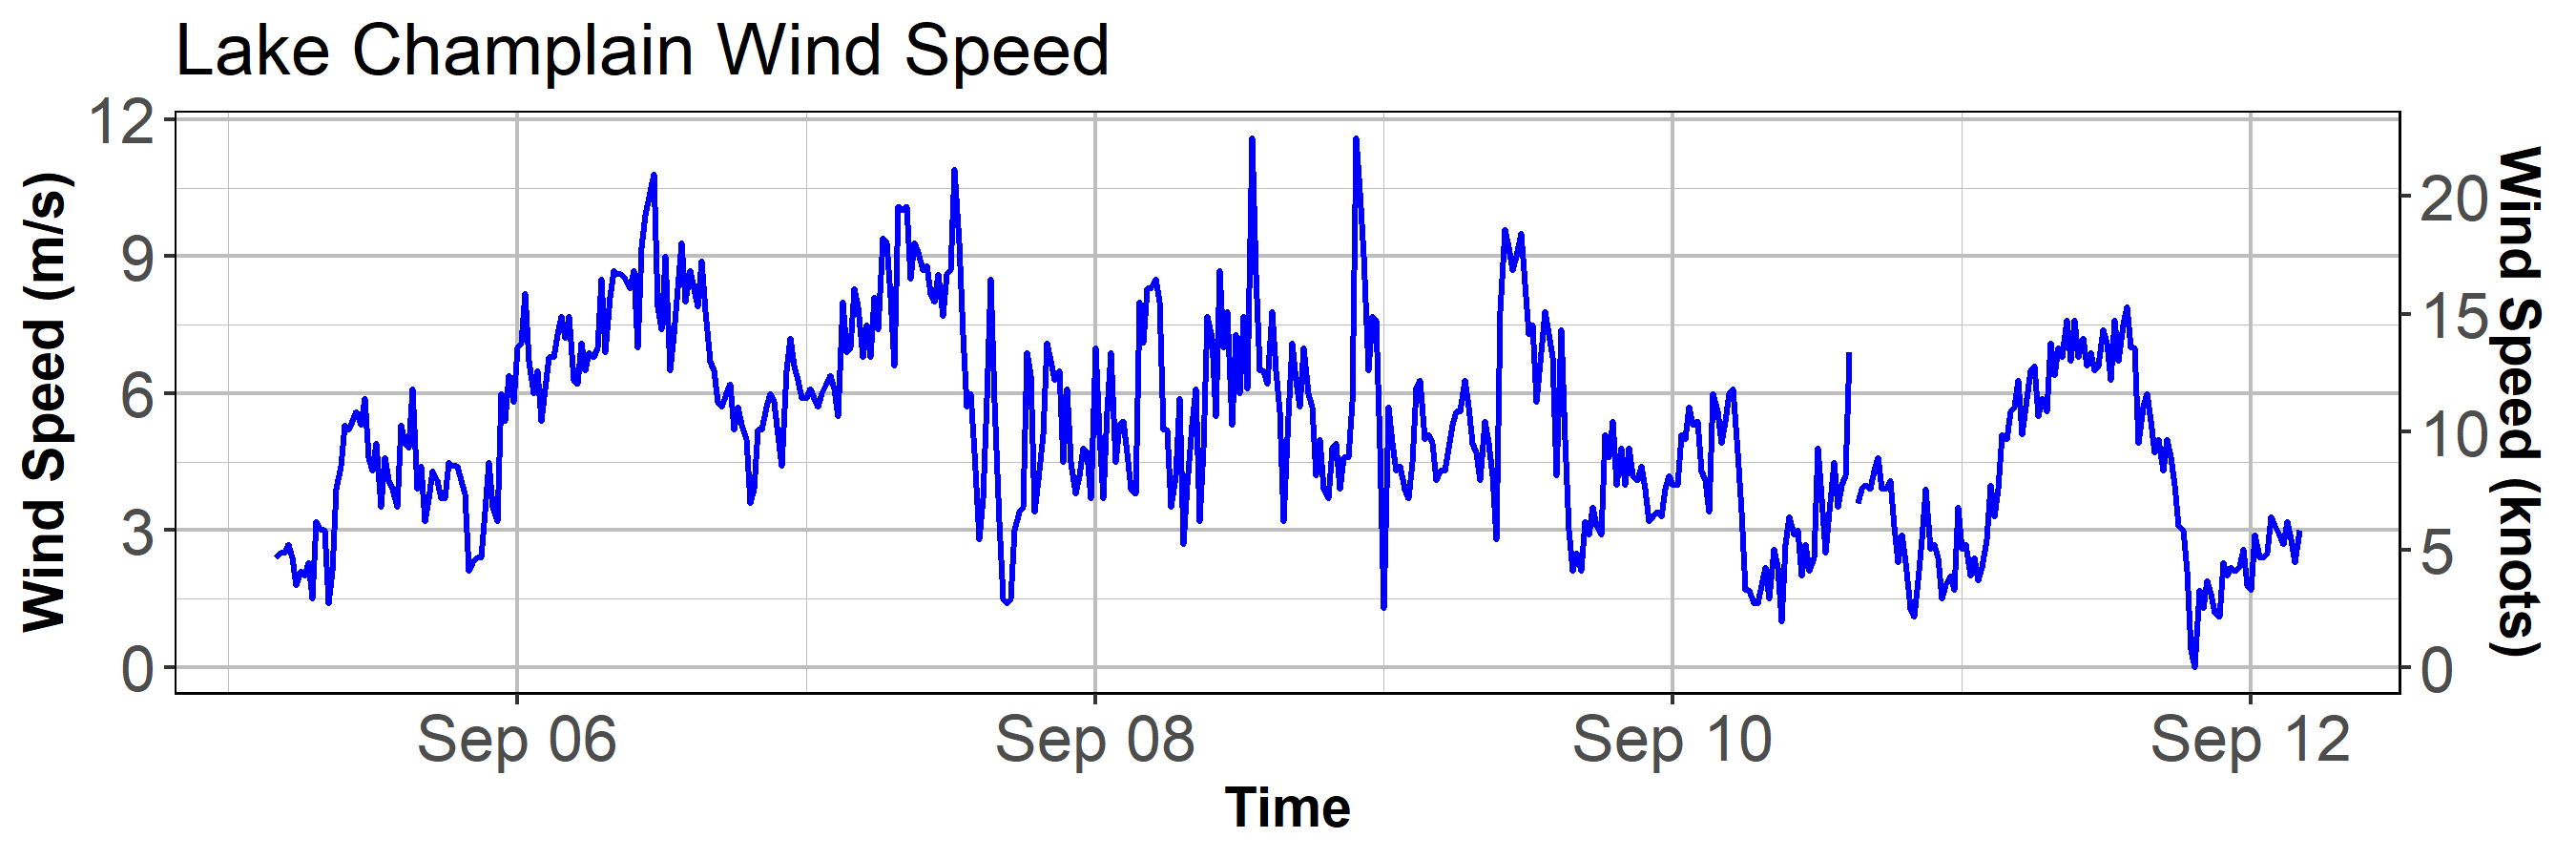 Lake Champlain Wind Speed
12
9
6
3
0
Wind Speed (m/s)
20
15
10
5
0
Wind Speed (knots)
Sep 06
Sep 08
Sep 10
Sep 12
Time